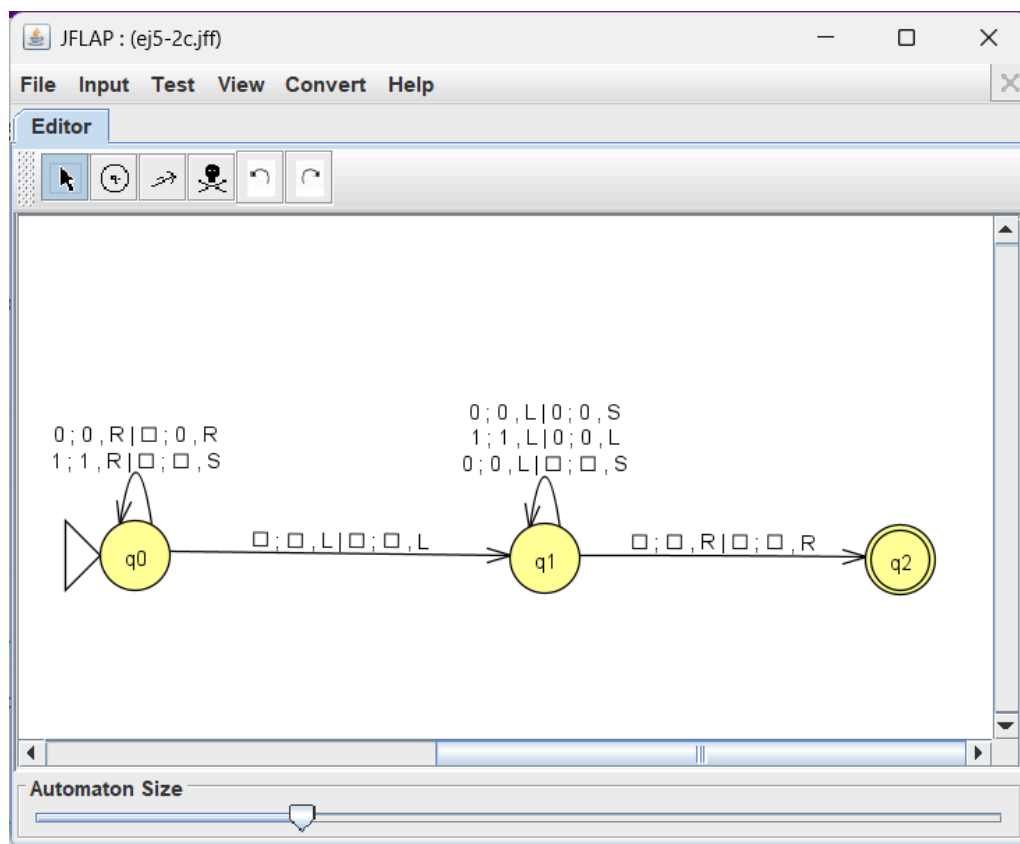 JFLAP : (ej5-2c.jff)
File Input Test View Convert Help
Editor
q
0;0,L|0;0,S
1;1,L|0;0,L
0;0,L|□;□,S
0;0,R|□;0,R
1;1,R|□;□,S
□;□,L|□;□,L
□;□,R|□;□,R
q0
q1
q2
Automaton Size